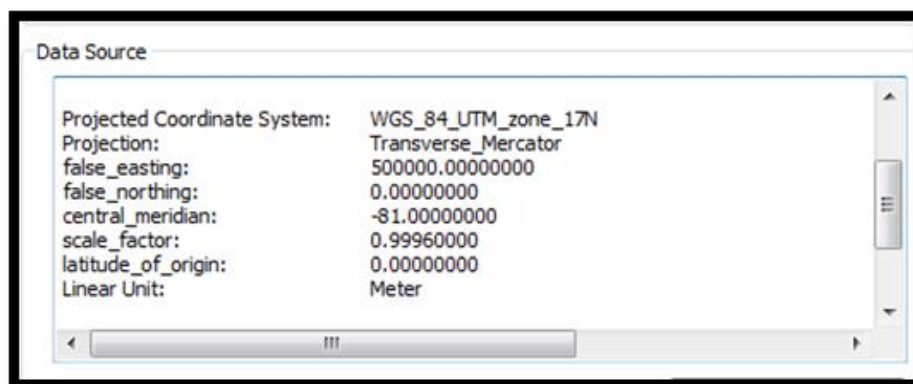 Data Source
Projected Coordinate System: WGS_84_UTM_zone_17N
Projection: Transverse_Mercator
false_easting: 500000.00000000
false_northing: 0.00000000
central_meridian: -81.00000000
scale_factor: 0.99960000
latitude_of_origin: 0.00000000
Linear Unit: Meter